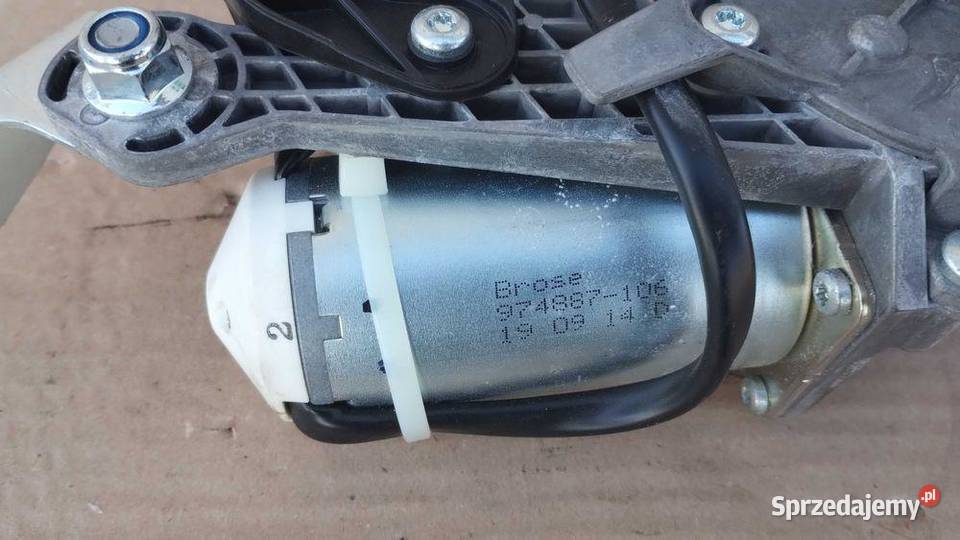 Brose
974887-106
19 09 14 D
2
Sprzedajemy.pl